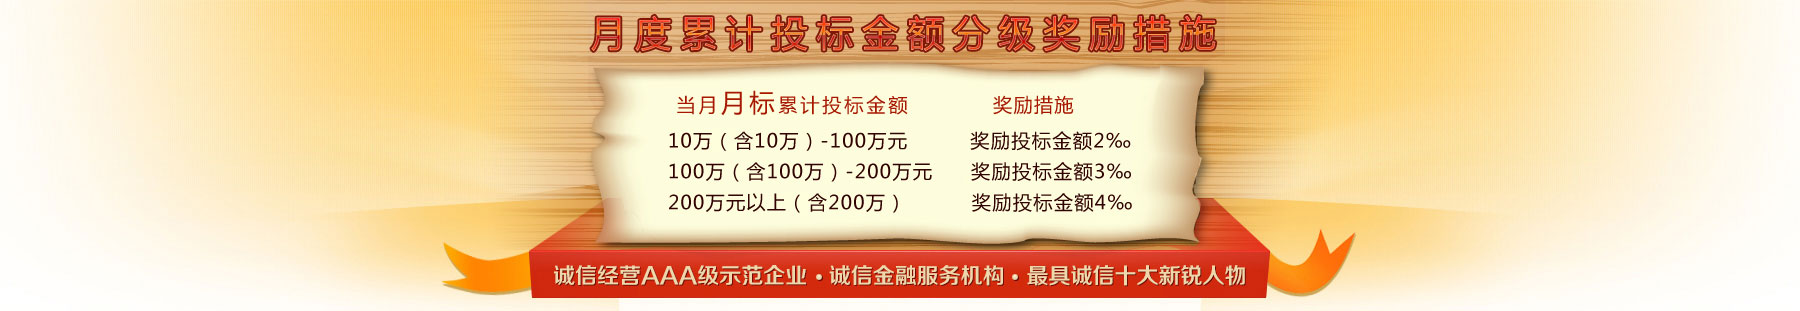 月度累计投标金额分级奖励措施
当月月标累计投标金额 奖励措施
10万（含10万）-100万元 奖励投标金额2‰
100万（含100万）-200万元 奖励投标金额3‰
200万元以上（含200万） 奖励投标金额4‰
诚信经营AAA级示范企业·诚信金融服务机构·最具诚信十大新锐人物